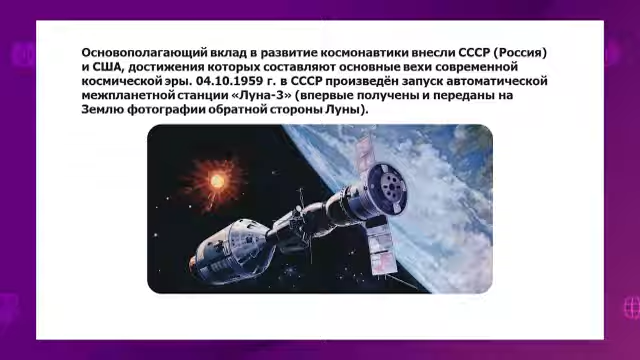 Основополагающий вклад в развитие космонавтики внесли СССР (Россия)
и США, достижения которых составляют основные вехи современной
космической эры. 04.10.1959 г. в СССР произведён запуск автоматической
межпланетной станции «Луна-3» (впервые получены и переданы на
Землю фотографии обратной стороны Луны).